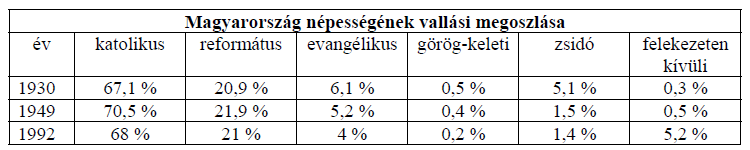 Magyarország népességének vallási megoszlása
év katolikus református evangélikus görög-keleti zsidó felekezeten kívüli
1930 67,1 % 20,9 % 6,1 % 0,5 % 5,1 % 0,3 %
1949 70,5 % 21,9 % 5,2 % 0,4 % 1,5 % 0,5 %
1992 68 % 21 % 4 % 0,2 % 1,4 % 5,2 %